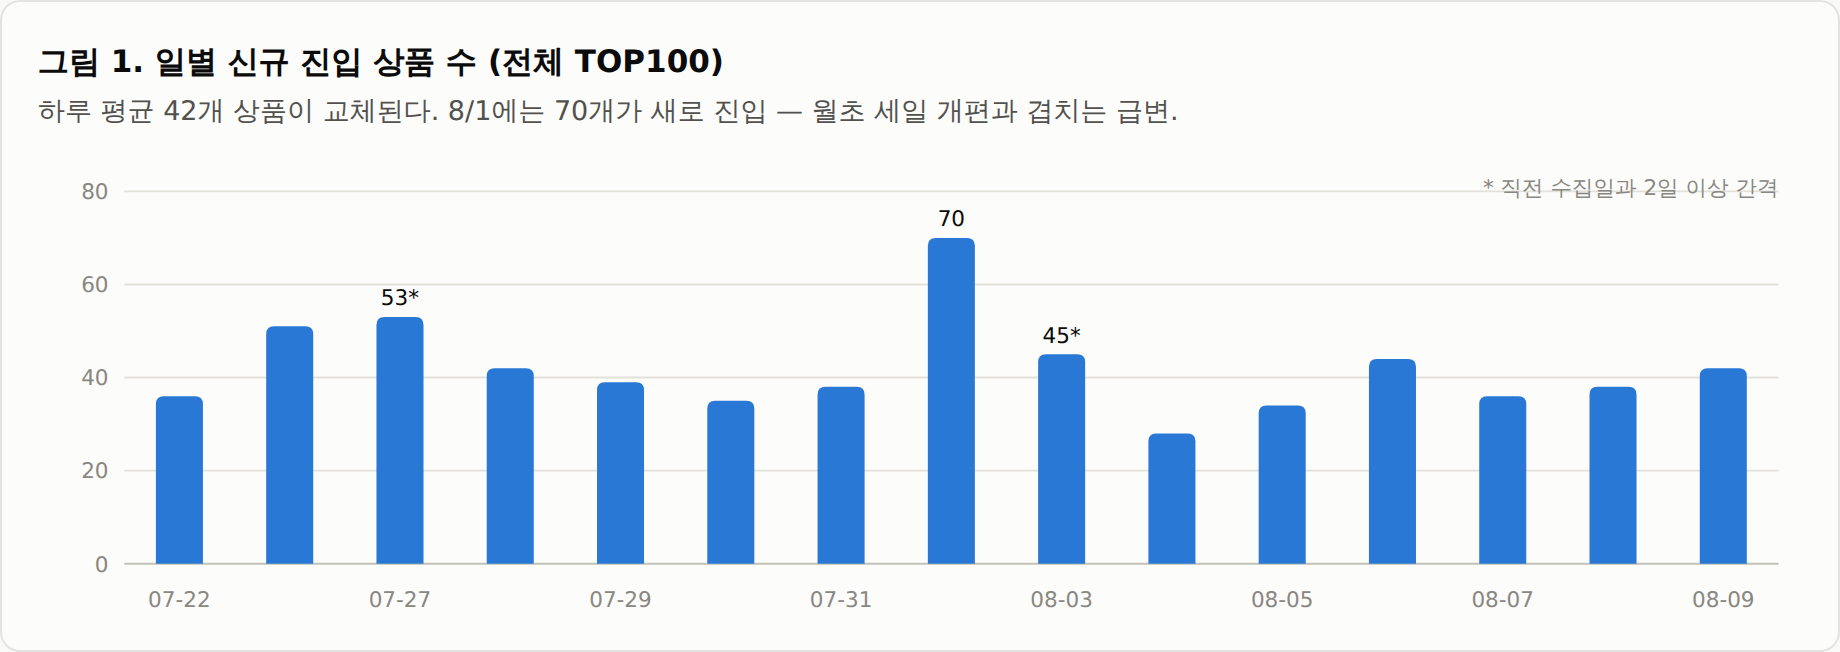 그림 1. 일별 신규 진입 상품 수 (전체 TOP100)
하루 평균 42개 상품이 교체된다. 8/1에는 70개가 새로 진입 — 월초 세일 개편과 겹치는 급변.
* 직전 수집일과 2일 이상 간격
80
70
60
53*
45*
40
20
0
07-22 07-27 07-29 07-31 08-03 08-05 08-07 08-09